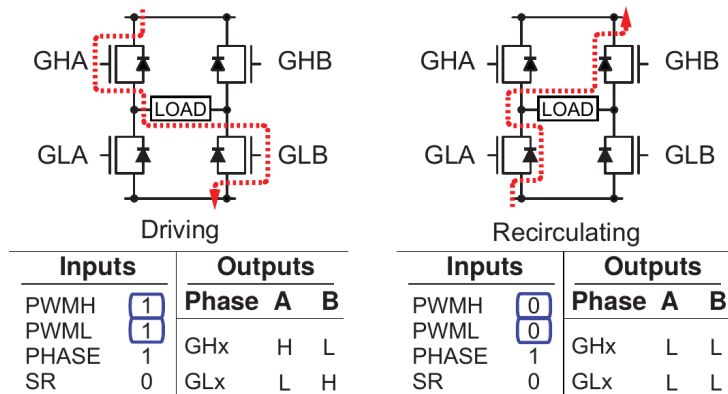 GHA GHB
LOAD
GLA GLB
Driving
Inputs Outputs
PWMH 1 Phase A B
PWML 1
PHASE 1 GHx H L
SR 0 GLx L H
GHA GHB
LOAD
GLA GLB
Recirculating
Inputs Outputs
PWMH 0 Phase A B
PWML 0
PHASE 1 GHx L L
SR 0 GLx L L